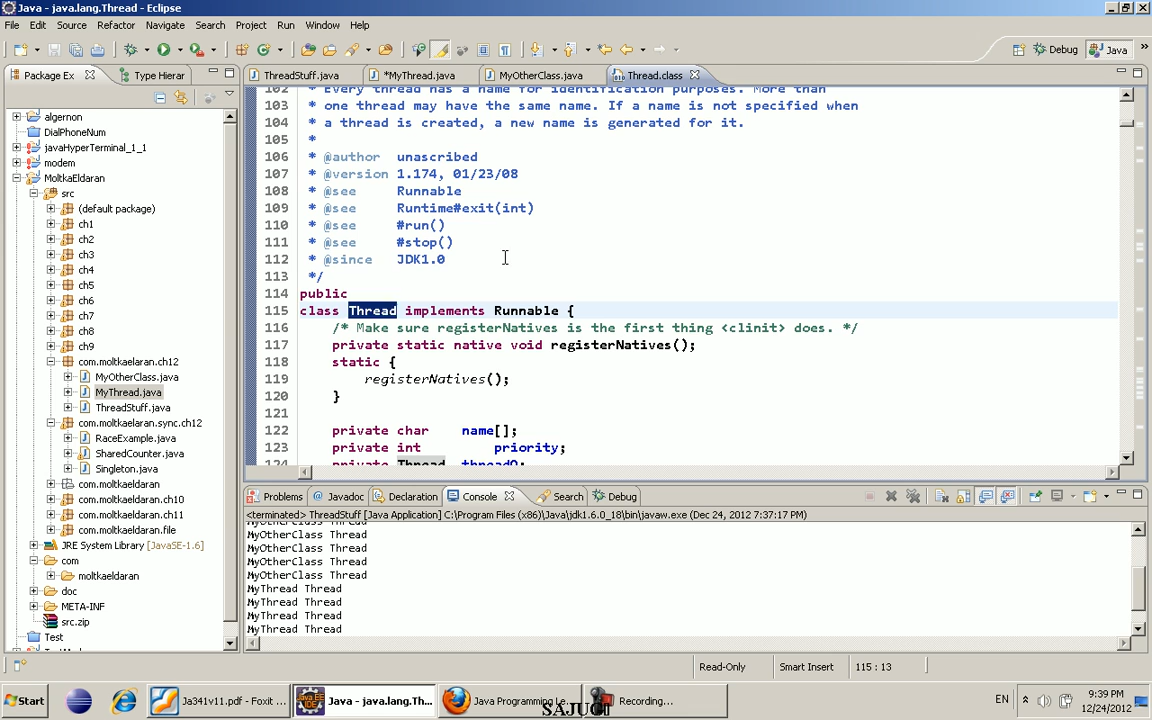 Java - java.lang.Thread - Eclipse
File Edit Source Refactor Navigate Search Project Run Window Help
Debug Java »
Package Ex Type Hierar
ThreadStuff.java *MyThread.java MyOtherClass.java Thread.class
algernon
DialPhoneNum
javaHyperTerminal_1_1
modem
MoltkaEldaran
src
(default package)
ch1
ch2
ch3
ch4
ch5
ch6
ch7
ch8
ch9
com.moltkaelaran.ch12
MyOtherClass.java
MyThread.java
ThreadStuff.java
com.moltkaelaran.sync.ch12
RaceExample.java
SharedCounter.java
Singleton.java
com.moltkaeldaran
com.moltkaeldaran.ch10
com.moltkaeldaran.ch11
com.moltkaeldaran.file
JRE System Library [JavaSE-1.6]
com
moltkaeldaran
doc
META-INF
src.zip
Test
102 * Every thread has a name for identification purposes. More than
103 * one thread may have the same name. If a name is not specified when
104 * a thread is created, a new name is generated for it.
105 *
106 * @author unascribed
107 * @version 1.174, 01/23/08
108 * @see Runnable
109 * @see Runtime#exit(int)
110 * @see #run()
111 * @see #stop()
112 * @since JDK1.0
113 */
114 public
115 class Thread implements Runnable {
116 /* Make sure registerNatives is the first thing <clinit> does. */
117 private static native void registerNatives();
118 static {
119 registerNatives();
120 }
121
122 private char name[];
123 private int priority;
124 private Thread threadQ;
Problems Javadoc Declaration Console Search Debug
<terminated> ThreadStuff [Java Application] C:\Program Files (x86)\Java\jdk1.6.0_18\bin\javaw.exe (Dec 24, 2012 7:37:17 PM)
MyOtherClass Thread
MyOtherClass Thread
MyOtherClass Thread
MyOtherClass Thread
MyOtherClass Thread
MyThread Thread
MyThread Thread
MyThread Thread
MyThread Thread
Read-Only Smart Insert 115 : 13
Start Ja341v11.pdf - Foxit ... Java - java.lang.Th... Java Programming Le... Recording... EN 9:39 PM
12/24/2012